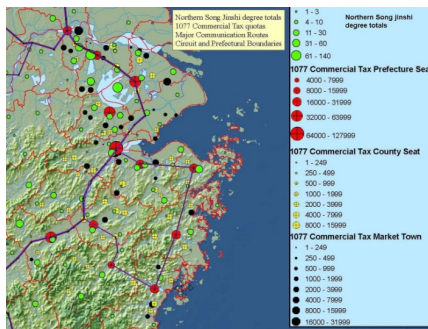 Northern Song Jinshi degree totals
1077 Commercial Tax quotas
Major Communication Routes
Circuit and Prefectural Boundaries
Northern Song jinshi
degree totals
1 - 3
4 - 10
11 - 30
31 - 60
61 - 140
1077 Commercial Tax Prefecture Sea
4000 - 7999
8000 - 15999
16000 - 31999
32000 - 63999
64000 - 127999
1077 Commercial Tax County Seat
1 - 249
250 - 499
500 - 999
1000 - 1999
2000 - 3999
4000 - 7999
8000 - 15999
1077 Commercial Tax Market Town
1 - 249
250 - 499
500 - 999
1000 - 1999
2000 - 3999
4000 - 7999
8000 - 15999
16000 - 31999